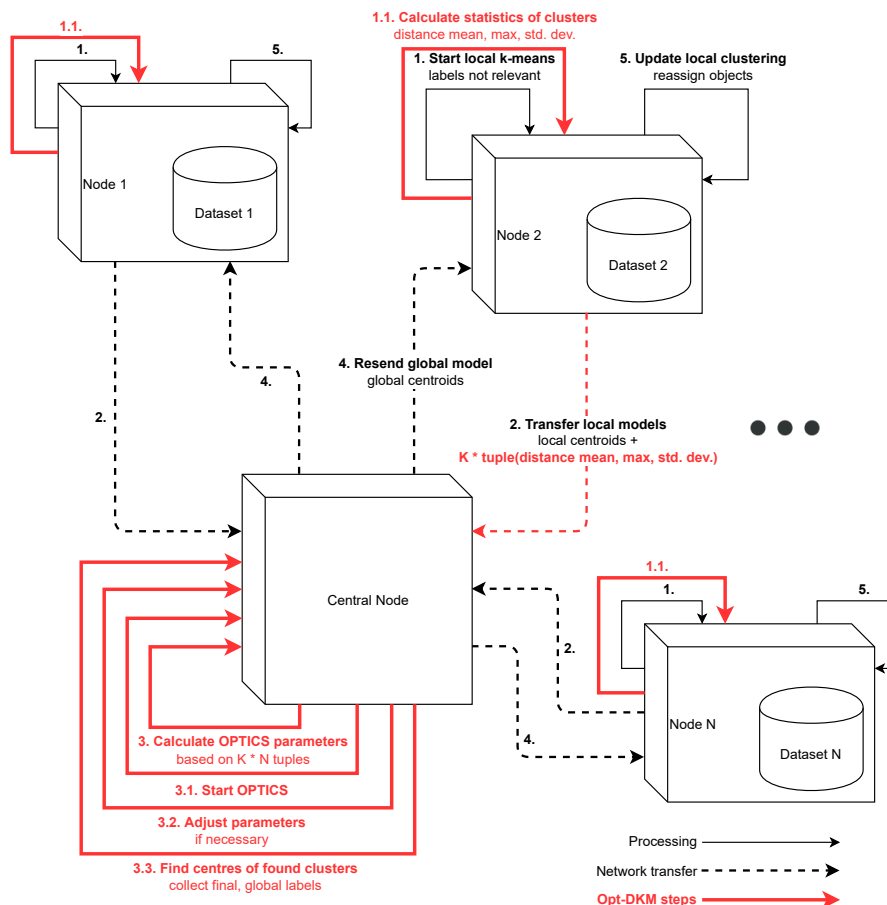 1.1. Calculate statistics of clusters
distance mean, max, std. dev.
1.1.
1.
5.
1. Start local k-means
labels not relevant
5. Update local clustering
reassign objects
Node 1
Dataset 1
Node 2
Dataset 2
4. Resend global model
global centroids
4.
2.
2. Transfer local models
local centroids +
K * tuple(distance mean, max, std. dev.)
Central Node
1.1.
1.
5.
2.
4.
Node N
Dataset N
3. Calculate OPTICS parameters
based on K * N tuples
3.1. Start OPTICS
3.2. Adjust parameters
if necessary
3.3. Find centres of found clusters
collect final, global labels
Processing
Network transfer
Opt-DKM steps